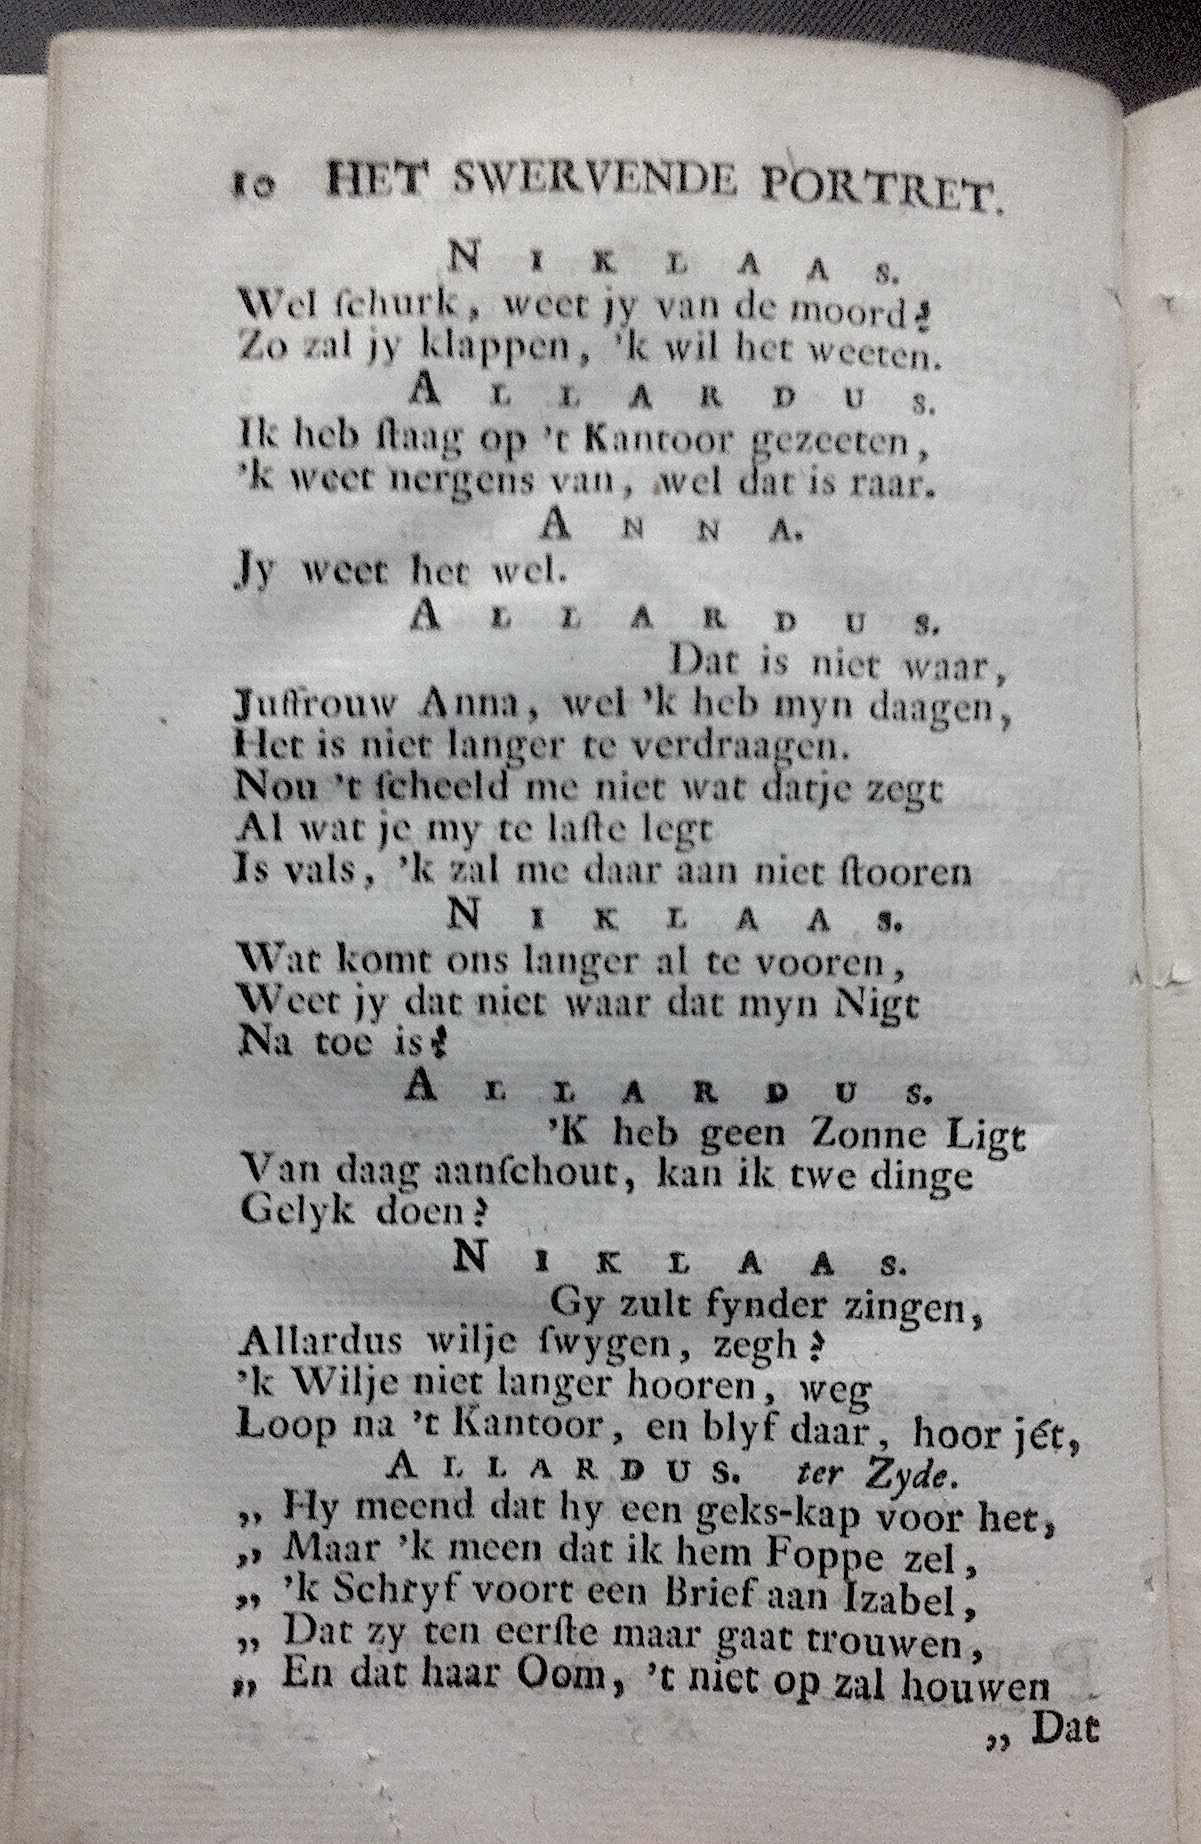 10 HET SWERVENDE PORTRET.
NIKLAAS.
Wel ſchurk, weet jy van de moord?
Zo zal jy klappen, 'k wil het weeten.
ALLARDUS.
Ik heb ſtaag op 't Kantoor gezeeten,
'k weet nergens van, wel dat is raar.
ANNA.
Jy weet het wel.
ALLARDUS.
Dat is niet waar,
Juffrouw Anna, wel 'k heb myn daagen,
Het is niet langer te verdraagen.
Nou 't ſcheeld me niet wat datje zegt
Al wat je my te laſte legt
Is vals, 'k zal me daar aan niet ſtooren
NIKLAAS.
Wat komt ons langer al te vooren,
Weet jy dat niet waar dat myn Nigt
Na toe is?
ALLARDUS.
'K heb geen Zonne Ligt
Van daag aanſchout, kan ik twe dinge
Gelyk doen?
NIKLAAS.
Gy zult fynder zingen,
Allardus wilje ſwygen, zegh?
'k Wilje niet langer hooren, weg
Loop na 't Kantoor, en blyf daar, hoor jét,
ALLARDUS. ter Zyde.
„ Hy meend dat hy een geks-kap voor het,
„ Maar 'k meen dat ik hem Foppe zel,
„ 'k Schryf voort een Brief aan Izabel,
„ Dat zy ten eerſte maar gaat trouwen,
„ En dat haar Oom, 't niet op zal houwen
„ Dat